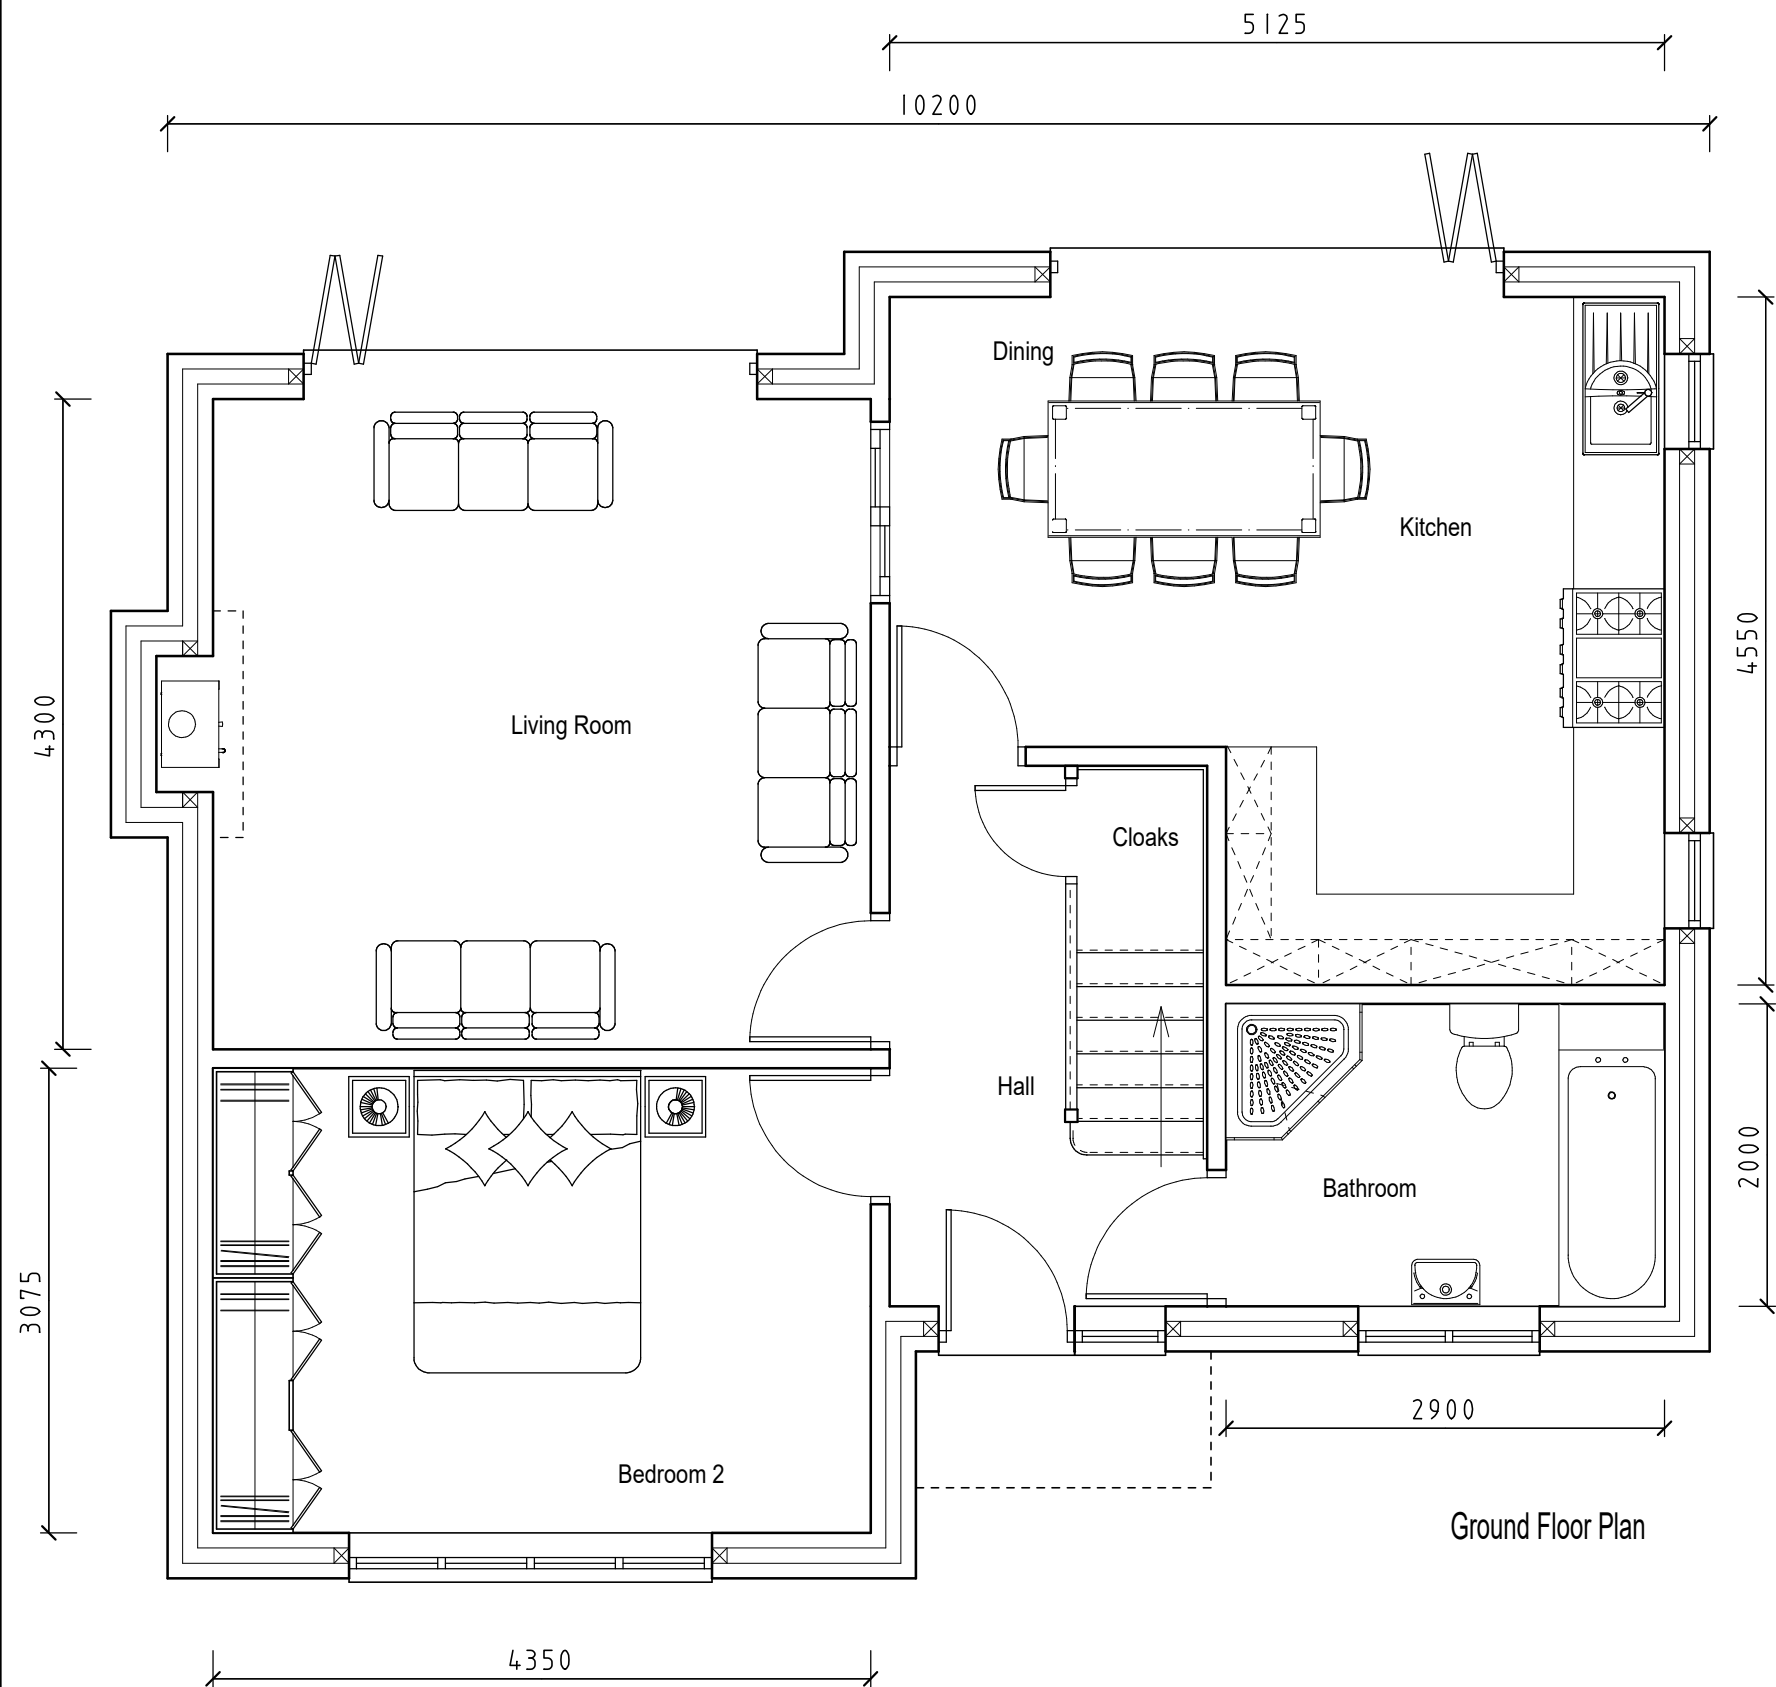 5125
10200
Dining
Kitchen
4550
4300
Living Room
Cloaks
Hall
2000
Bathroom
3075
2900
Bedroom 2
Ground Floor Plan
4350